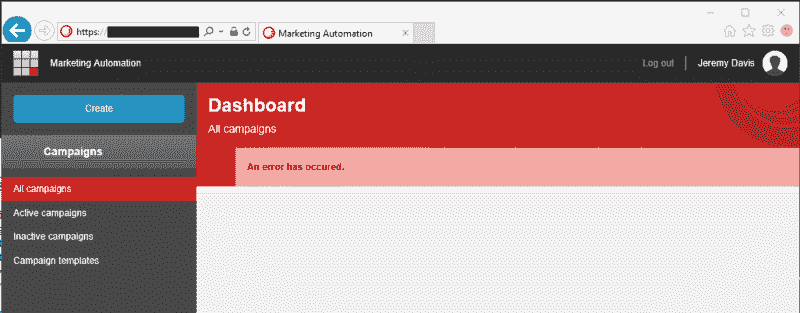 https://
Marketing Automation
Marketing Automation
Log out
Jeremy Davis
Create
Dashboard
All campaigns
Campaigns
An error has occured.
All campaigns
Active campaigns
Inactive campaigns
Campaign templates